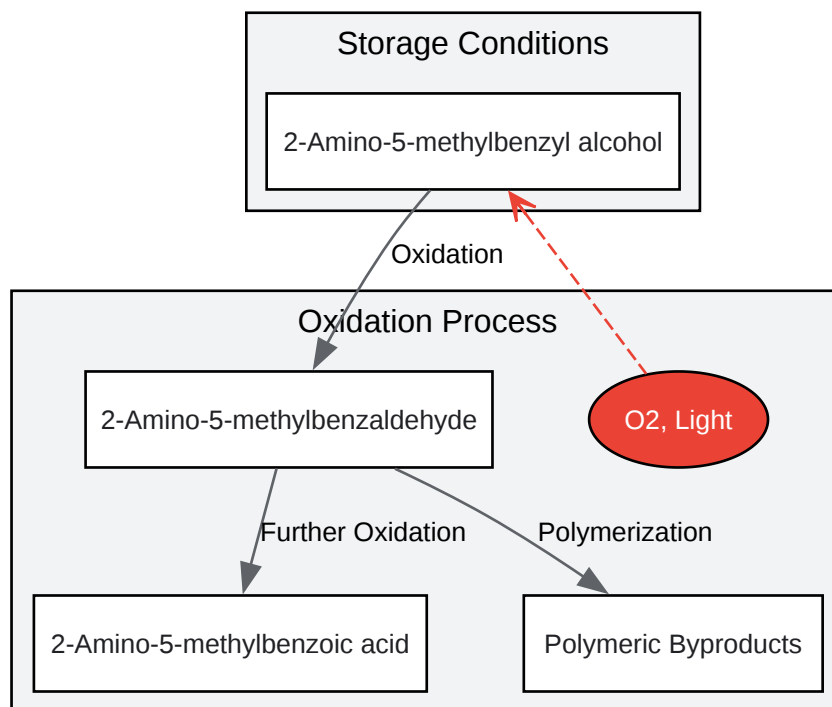 Storage Conditions
2-Amino-5-methylbenzyl alcohol
Oxidation
Oxidation Process
2-Amino-5-methylbenzaldehyde
O2, Light
Further Oxidation
Polymerization
2-Amino-5-methylbenzoic acid
Polymeric Byproducts